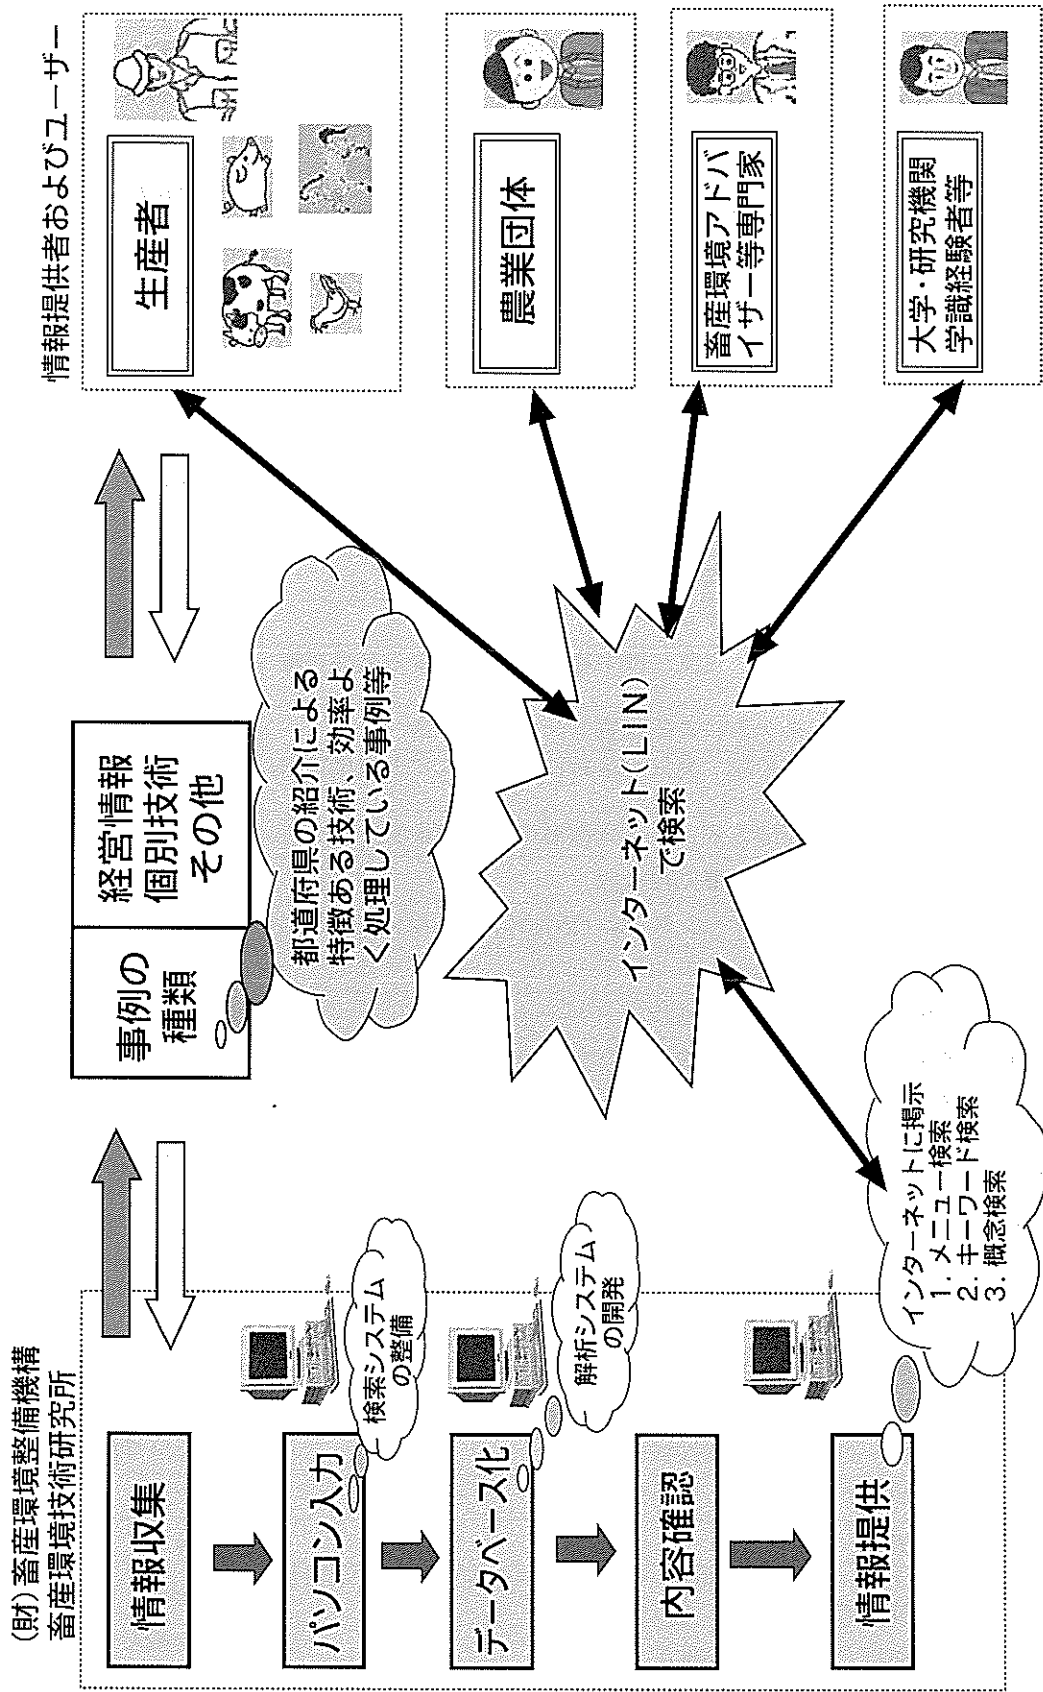 (財)畜産環境整備機構
畜産環境技術研究所
情報収集
パソコン入力
検索システム
の整備
データベース化
解析システム
の開発
内容確認
情報提供
インターネットに掲示
1. メニュー検索
2. キーワード検索
3. 概念検索
事例の
種類
経営情報
個別技術
その他
都道府県の紹介による
特徴ある技術、効率よ
く処理している事例等
インターネット(LIN)
で検索
情報提供者およびユーザー
生産者
農業団体
畜産環境アドバ
イザー等専門家
大学・研究機関
学識経験者等